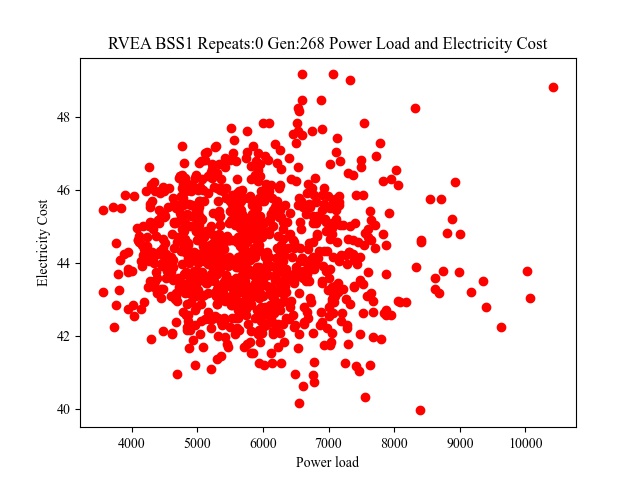 RVEA BSS1 Repeats:0 Gen:268 Power Load and Electricity Cost
48
46
44
42
40
Electricity Cost
4000 5000 6000 7000 8000 9000 10000
Power load